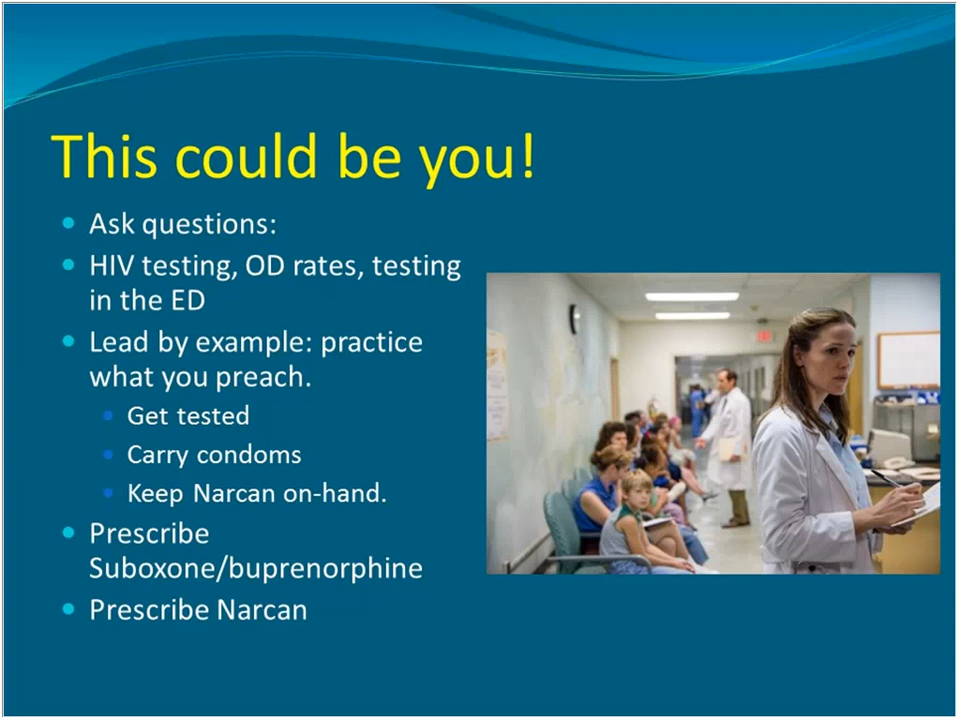 This could be you!
Ask questions:
HIV testing, OD rates, testing
in the ED
Lead by example: practice
what you preach.
Get tested
Carry condoms
Keep Narcan on-hand.
Prescribe
Suboxone/buprenorphine
Prescribe Narcan